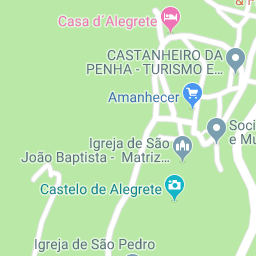 &
Casa d´Alegrete
CASTANHEIRO DA
PENHA - TURISMO E...
Amanhecer
Soci
e Mu
Igreja de São
João Baptista - Matriz...
Castelo de Alegrete
Igreja de São Pedro